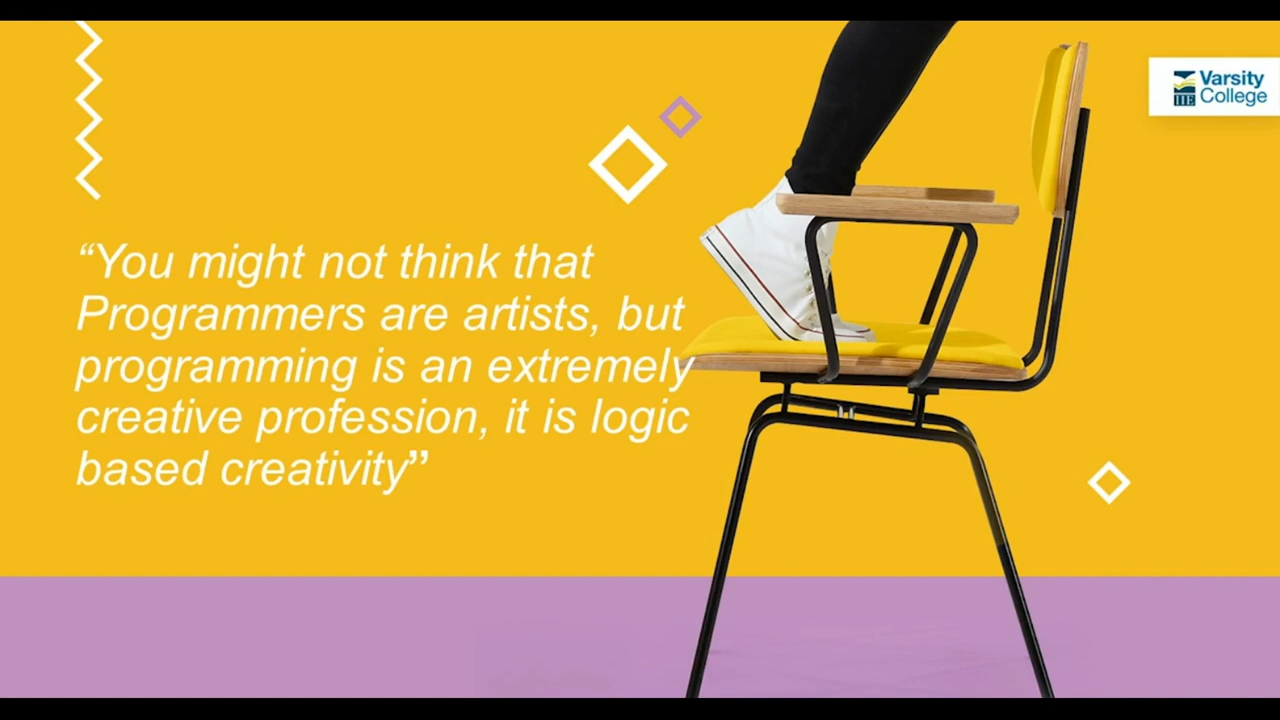 Varsity
College
IIE
“You might not think that
Programmers are artists, but
programming is an extremely
creative profession, it is logic
based creativity”